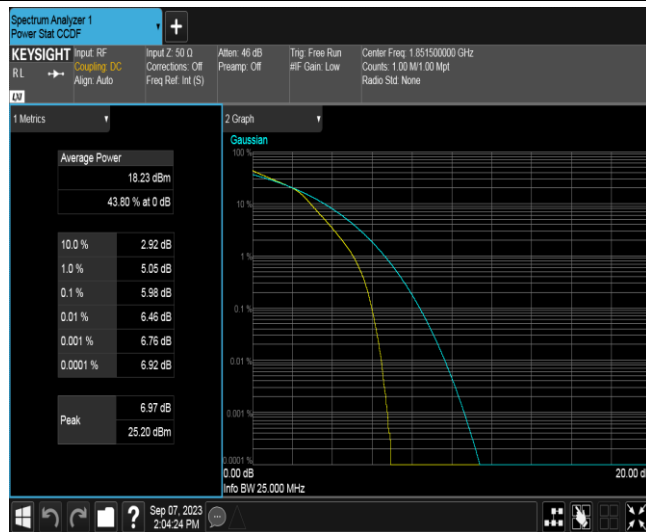 Spectrum Analyzer 1
Power Stat CCDF
+
KEYSIGHT
RL
LXI
Input: RF
Coupling: DC
Align: Auto
Input Z: 50 Ω
Corrections: Off
Freq Ref: Int (S)
Atten: 46 dB
Preamp: Off
Trig: Free Run
#IF Gain: Low
Center Freq: 1.851500000 GHz
Counts: 1.00 M/1.00 Mpt
Radio Std: None
1 Metrics
Average Power
18.23 dBm
43.80 % at 0 dB
10.0 % 2.92 dB
1.0 % 5.05 dB
0.1 % 5.98 dB
0.01 % 6.46 dB
0.001 % 6.76 dB
0.0001 % 6.92 dB
Peak
6.97 dB
25.20 dBm
2 Graph
Gaussian
100 %
10 %
1 %
0.1 %
0.01 %
0.001 %
0.0001 %
0.00 dB
20.00 d
Info BW 25.000 MHz
?
Sep 07, 2023
2:04:24 PM